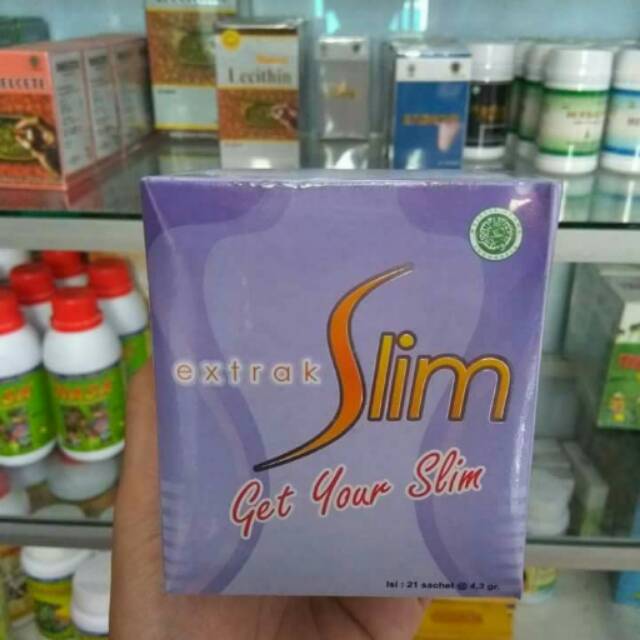 Lecithin
extrak Slim
Get Your Slim
Isi : 21 sachet @ 4,3 gr.